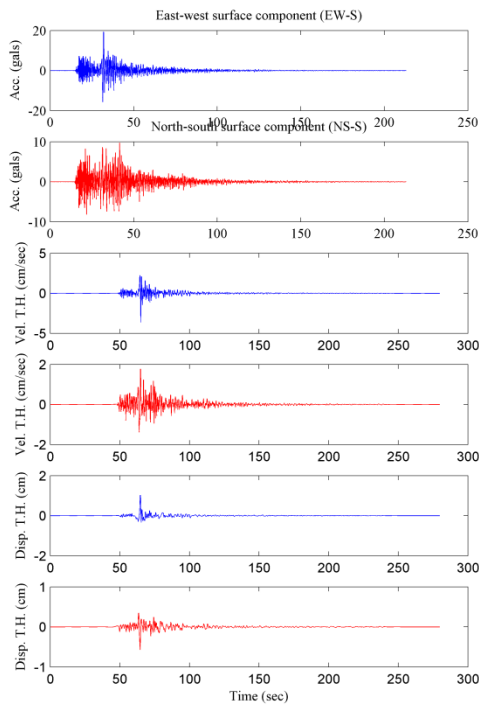 East-west surface component (EW-S)
20
0
-20
Acc. (gals)
0 50 100 150 200 250
North-south surface component (NS-S)
10
0
-10
Acc. (gals)
0 50 100 150 200 250
5
0
-5
Vel. T.H. (cm/sec)
0 50 100 150 200 250 300
2
0
-2
Vel. T.H. (cm/sec)
0 50 100 150 200 250 300
2
0
-2
Disp. T.H. (cm)
0 50 100 150 200 250 300
1
0
-1
Disp. T.H. (cm)
0 50 100 150 200 250 300
Time (sec)